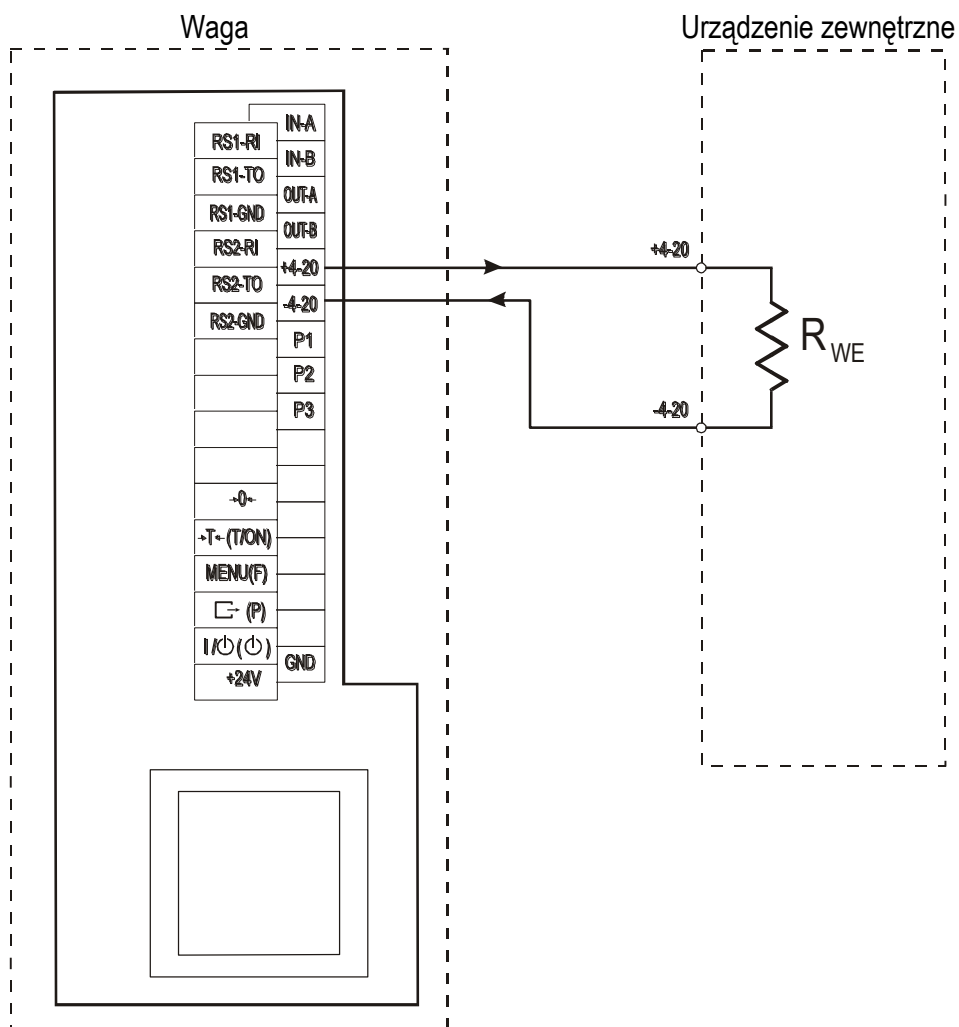 Waga
Urządzenie zewnętrzne
IN-A
RS1-RI
IN-B
RS1-TO
OUT-A
RS1-GND
OUT-B
RS2-RI
+4-20
+4-20
RS2-TO
-4-20
RS2-GND
P1
R WE
P2
P3
-4-20
→0←
→T←(T/ON)
MENU(F)
(P)
I/⏻(⏻)
GND
+24V